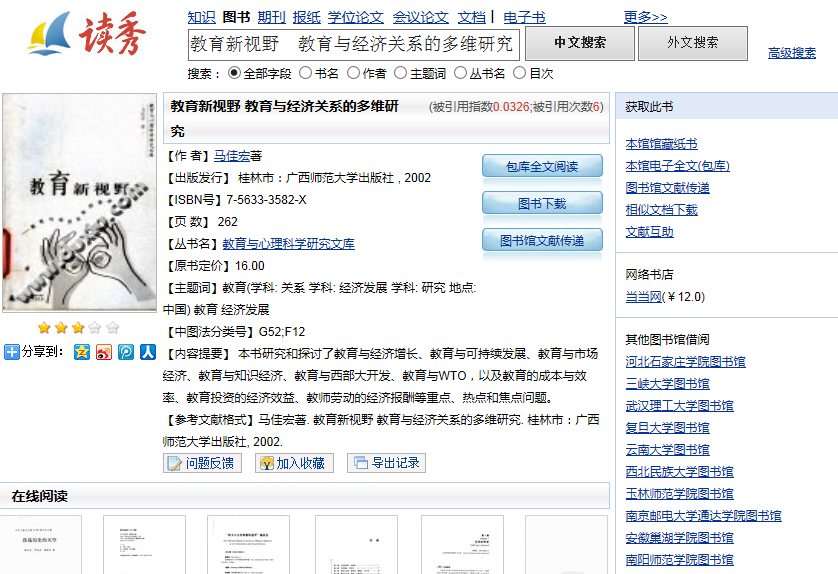 读秀
知识 图书 期刊 报纸 学位论文 会议论文 文档 | 电子书 更多>>
教育新视野 教育与经济关系的多维研究 中文搜索 外文搜索 高级搜索
搜索： 全部字段 书名 作者 主题词 丛书名 目次
教育新视野
教育新视野 教育与经济关系的多维研究 (被引用指数0.0326;被引用次数6)
【作 者】马佳宏著
【出版发行】 桂林市：广西师范大学出版社 , 2002
【ISBN号】7-5633-3582-X
【页 数】 262
【丛书名】教育与心理科学研究文库
【原书定价】16.00
【主题词】教育(学科: 关系 学科: 经济发展 学科: 研究 地点:
中国) 教育 经济发展
【中图法分类号】G52;F12
【内容提要】 本书研究和探讨了教育与经济增长、教育与可持续发展、教育与市场
经济、教育与知识经济、教育与西部大开发、教育与WTO，以及教育的成本与效
率、教育投资的经济效益、教师劳动的经济报酬等重点、热点和焦点问题。
【参考文献格式】马佳宏著. 教育新视野 教育与经济关系的多维研究. 桂林市：广西
师范大学出版社, 2002.
包库全文阅读
图书下载
图书馆文献传递
分享到：
问题反馈 加入收藏 导出记录
获取此书
本馆馆藏纸书
本馆电子全文(包库)
图书馆文献传递
相似文档下载
文献互助
网络书店
当当网(￥12.0)
其他图书馆借阅
河北石家庄学院图书馆
三峡大学图书馆
武汉理工大学图书馆
复旦大学图书馆
云南大学图书馆
西北民族大学图书馆
玉林师范学院图书馆
南京邮电大学通达学院图书馆
安徽巢湖学院图书馆
南阳师范学院图书馆
在线阅读